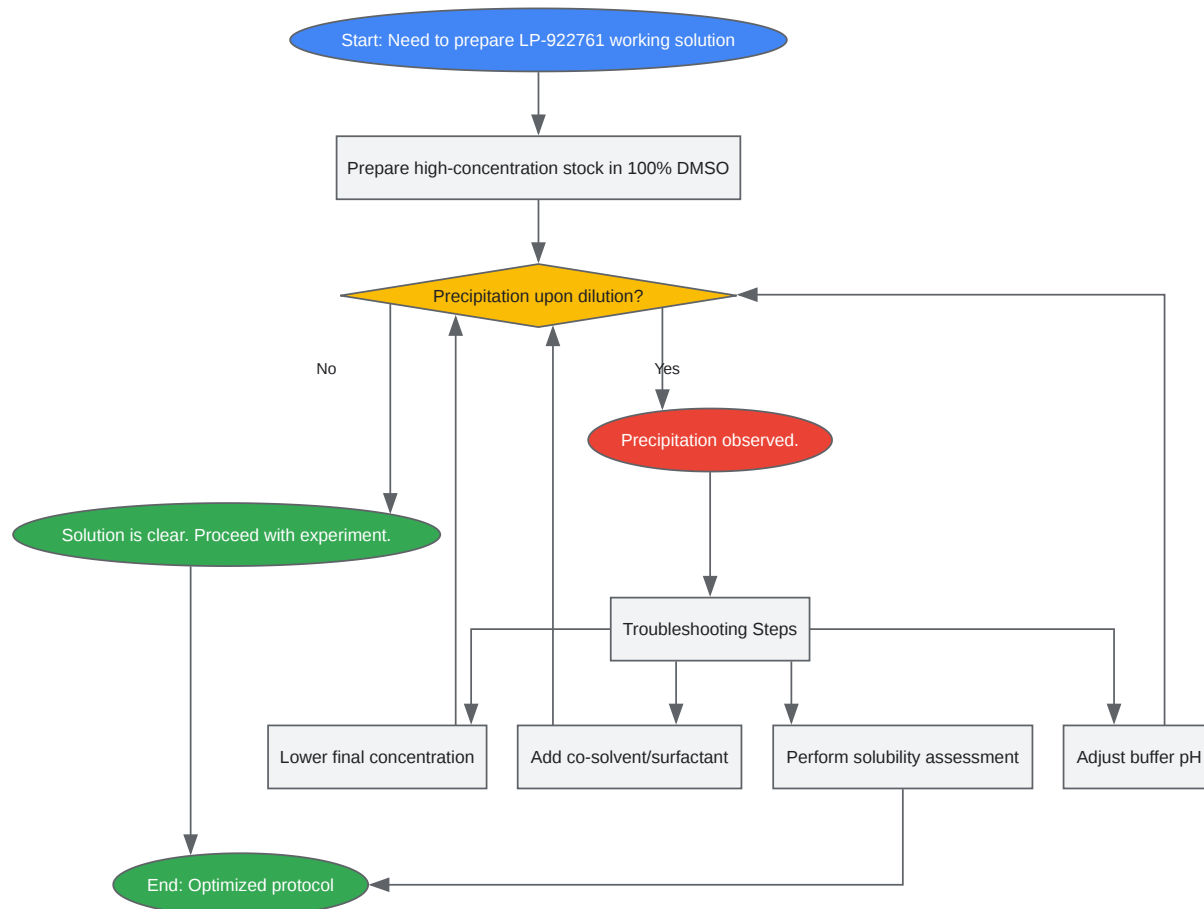 Start: Need to prepare LP-922761 working solution
Prepare high-concentration stock in 100% DMSO
Precipitation upon dilution?
No
Yes
Precipitation observed.
Solution is clear. Proceed with experiment.
Troubleshooting Steps
Lower final concentration
Add co-solvent/surfactant
Perform solubility assessment
Adjust buffer pH
End: Optimized protocol